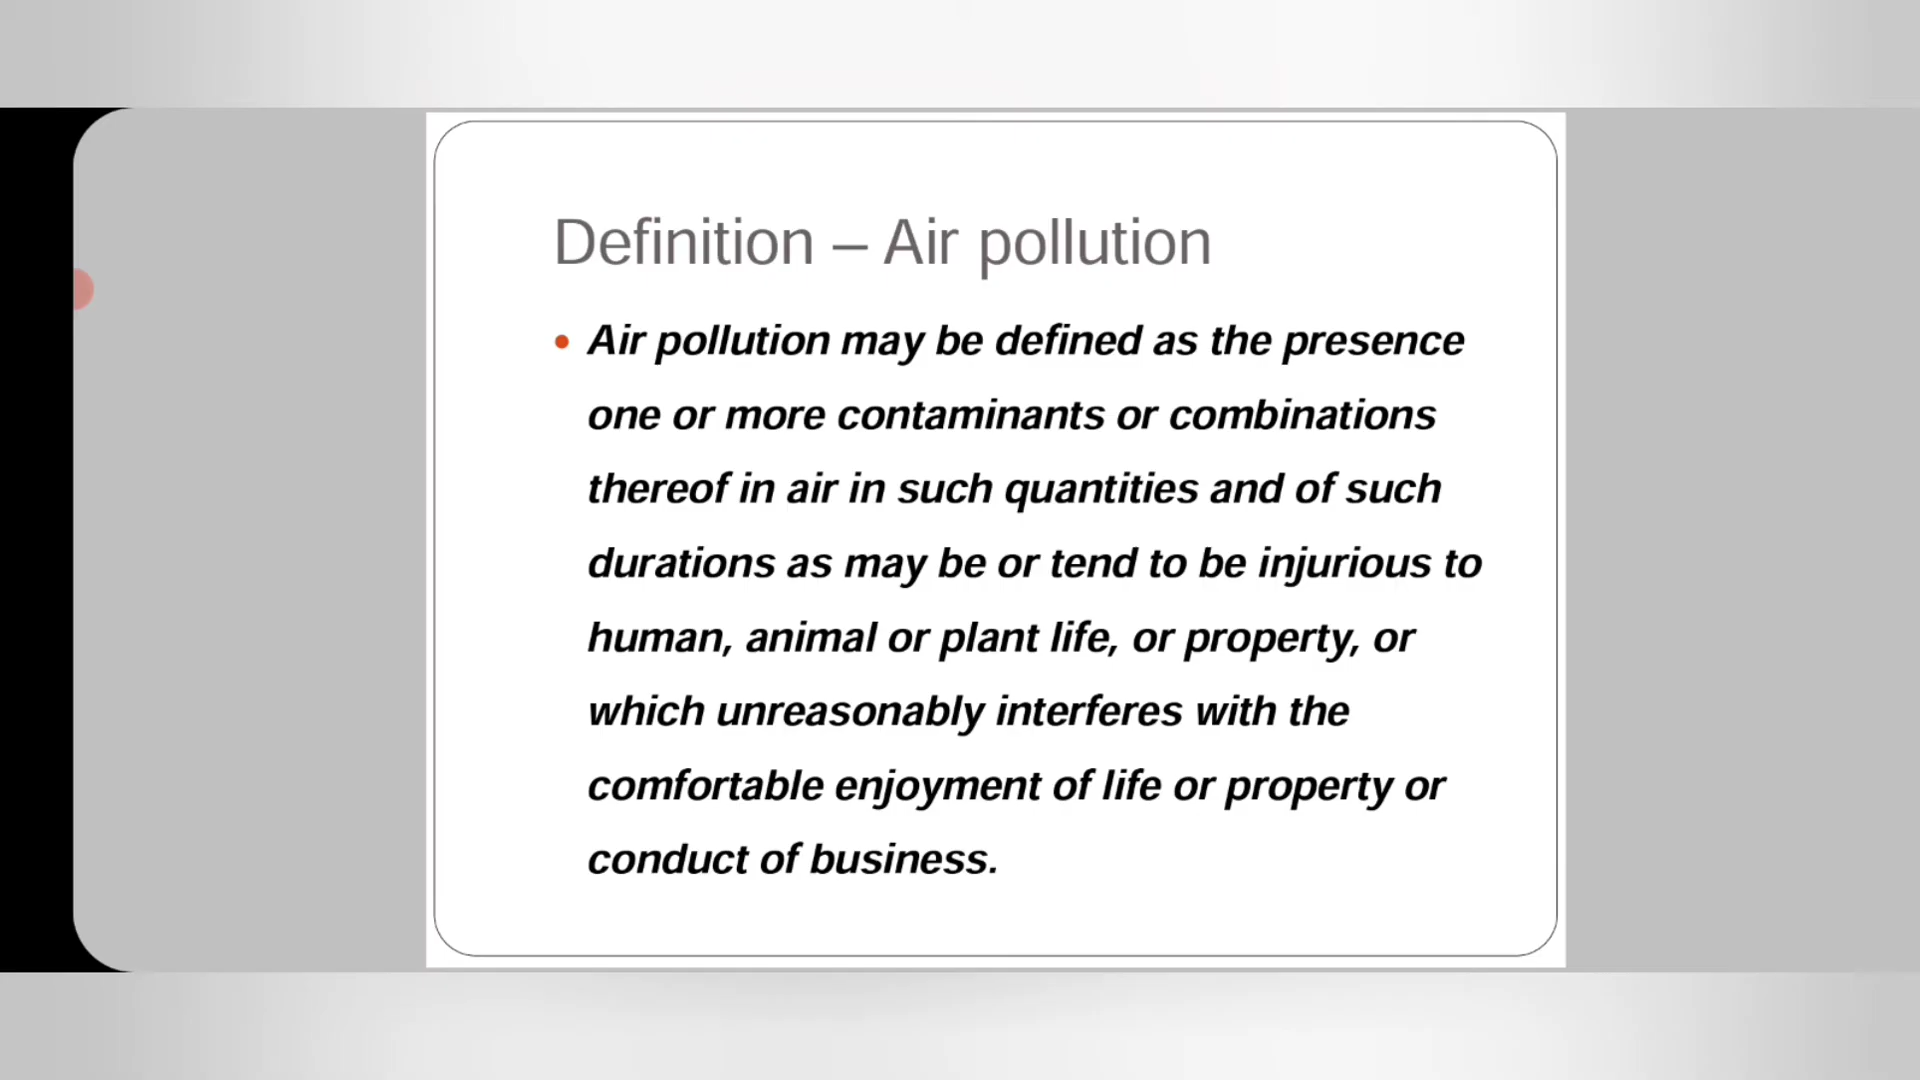 Definition – Air pollution
• Air pollution may be defined as the presence
one or more contaminants or combinations
thereof in air in such quantities and of such
durations as may be or tend to be injurious to
human, animal or plant life, or property, or
which unreasonably interferes with the
comfortable enjoyment of life or property or
conduct of business.